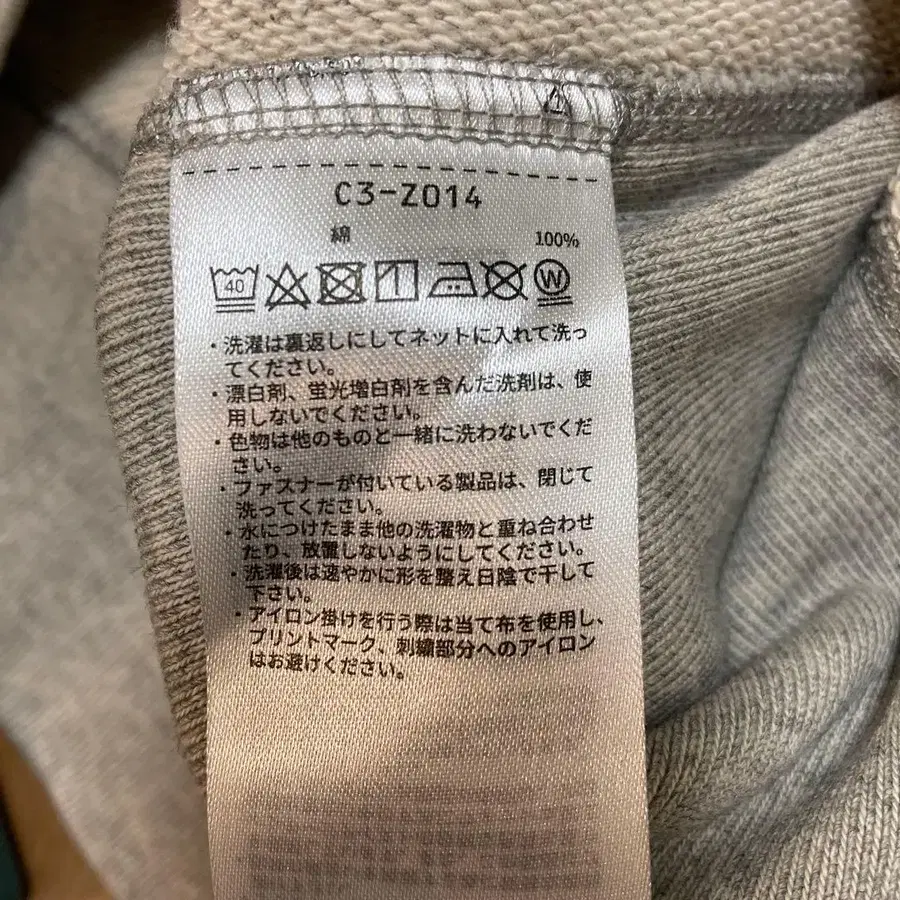 C3-Z014
綿 100%
40 W
・洗濯は裏返しにしてネットに入れて洗っ
てください。
・漂白剤、蛍光増白剤を含んだ洗剤は、使
用しないでください。
・色物は他のものと一緒に洗わないでくだ
さい。
・ファスナーが付いている製品は、閉じて
洗ってください。
・水につけたまま他の洗濯物と重ね合わせ
たり、放置しないようにしてください。
・洗濯後は速やかに形を整え日陰で干して
下さい。
・アイロン掛けを行う際は当て布を使用し、
プリントマーク、刺繍部分へのアイロン
はお避けください。